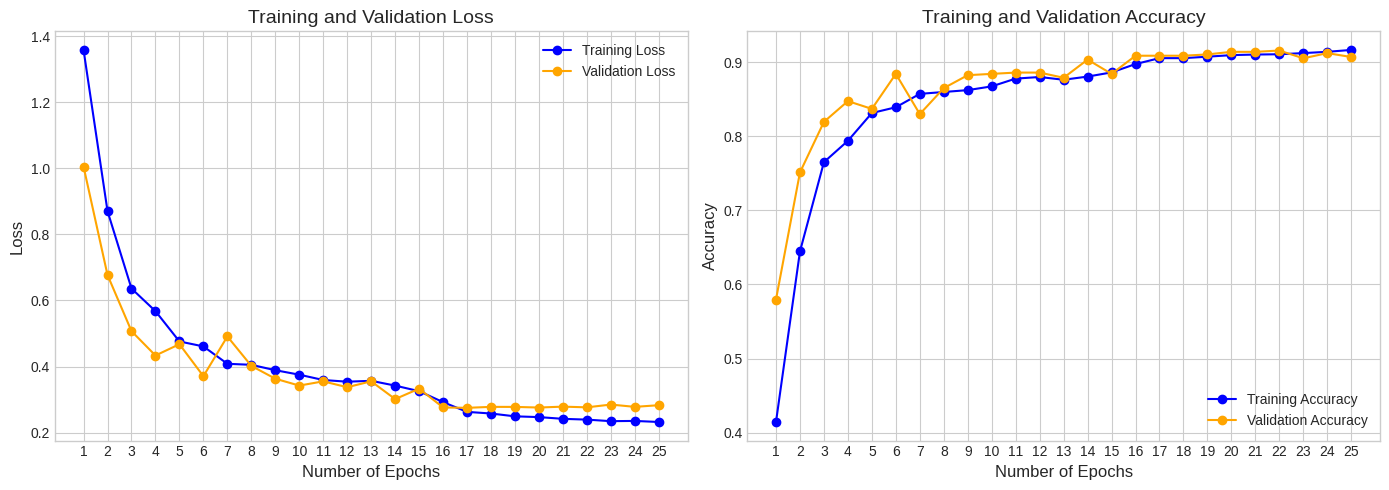 Training and Validation Loss
1.4
1.2
1.0
0.8
0.6
0.4
0.2
Loss
Training Loss
Validation Loss
1 2 3 4 5 6 7 8 9 10 11 12 13 14 15 16 17 18 19 20 21 22 23 24 25
Number of Epochs
Training and Validation Accuracy
0.9
0.8
0.7
0.6
0.5
0.4
Accuracy
Training Accuracy
Validation Accuracy
1 2 3 4 5 6 7 8 9 10 11 12 13 14 15 16 17 18 19 20 21 22 23 24 25
Number of Epochs